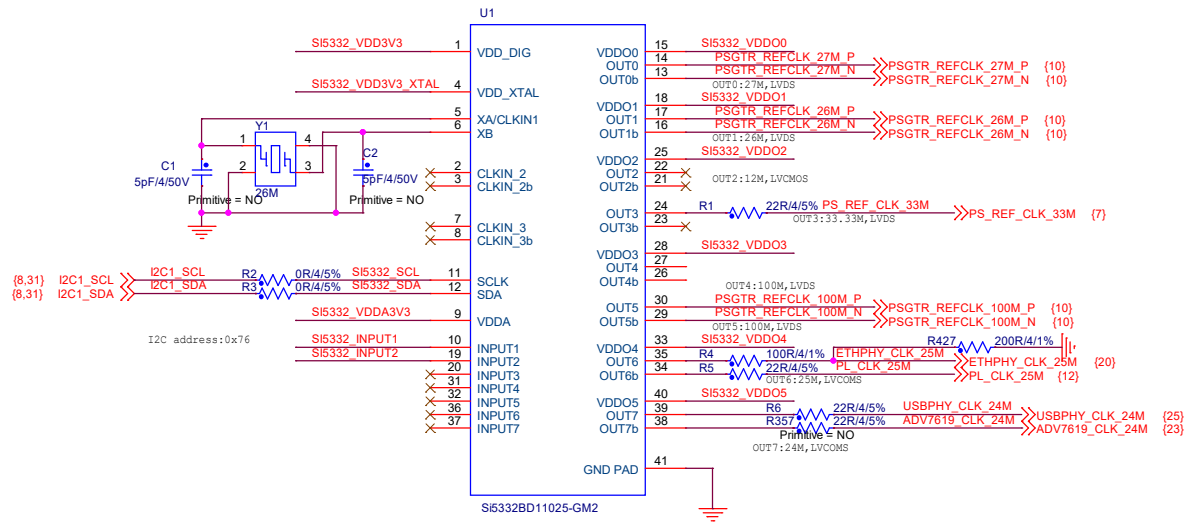 U1
SI5332_VDD3V3 1 VDD_DIG
SI5332_VDD3V3_XTAL 4 VDD_XTAL
5 XA/CLKIN1
6 XB
Y1
1 4
2 3
26M
C1
5pF/4/50V
Primitive = NO
C2
5pF/4/50V
Primitive = NO
2 CLKIN_2
3 CLKIN_2b
7 CLKIN_3
8 CLKIN_3b
{8,31} I2C1_SCL I2C1_SCL R2 0R/4/5% SI5332_SCL 11 SCLK
{8,31} I2C1_SDA I2C1_SDA R3 0R/4/5% SI5332_SDA 12 SDA
I2C address:0x76
SI5332_VDDA3V3 9 VDDA
SI5332_INPUT1 10 INPUT1
SI5332_INPUT2 19 INPUT2
20 INPUT3
31 INPUT4
32 INPUT5
36 INPUT6
37 INPUT7
VDDO0 15 SI5332_VDDO0
OUT0 14 PSGTR_REFCLK_27M_P PSGTR_REFCLK_27M_P {10}
OUT0b 13 PSGTR_REFCLK_27M_N PSGTR_REFCLK_27M_N {10}
OUT0:27M,LVDS
VDDO1 18 SI5332_VDDO1
OUT1 17 PSGTR_REFCLK_26M_P PSGTR_REFCLK_26M_P {10}
OUT1b 16 PSGTR_REFCLK_26M_N PSGTR_REFCLK_26M_N {10}
OUT1:26M,LVDS
VDDO2 25 SI5332_VDDO2
OUT2 22
OUT2b 21
OUT2:12M,LVCMOS
OUT3 24 R1 22R/4/5% PS_REF_CLK_33M PS_REF_CLK_33M {7}
OUT3b 23
OUT3:33.33M,LVDS
VDDO3 28 SI5332_VDDO3
OUT4 27
OUT4b 26
OUT4:100M,LVDS
OUT5 30 PSGTR_REFCLK_100M_P PSGTR_REFCLK_100M_P {10}
OUT5b 29 PSGTR_REFCLK_100M_N PSGTR_REFCLK_100M_N {10}
OUT5:100M,LVDS
VDDO4 33 SI5332_VDDO4 R427 200R/4/1%
OUT6 35 R4 100R/4/1% ETHPHY_CLK_25M ETHPHY_CLK_25M {20}
OUT6b 34 R5 22R/4/5% PL_CLK_25M PL_CLK_25M {12}
OUT6:25M,LVCOMS
VDDO5 40 SI5332_VDDO5
OUT7 39 R6 22R/4/5% USBPHY_CLK_24M USBPHY_CLK_24M {25}
OUT7b 38 R357 22R/4/5% ADV7619_CLK_24M ADV7619_CLK_24M {23}
Primitive = NO
OUT7:24M,LVCOMS
GND PAD 41
Si5332BD11025-GM2